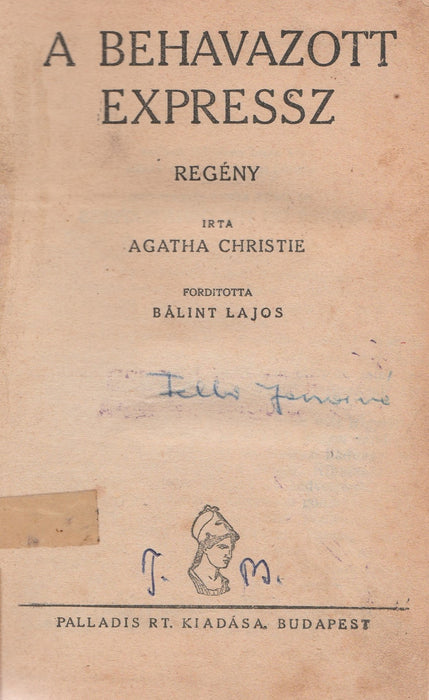 A BEHAVAZOTT
EXPRESSZ
REGÉNY
IRTA
AGATHA CHRISTIE
FORDITOTTA
BÁLINT LAJOS
J. M.
PALLADIS RT. KIADÁSA, BUDAPEST